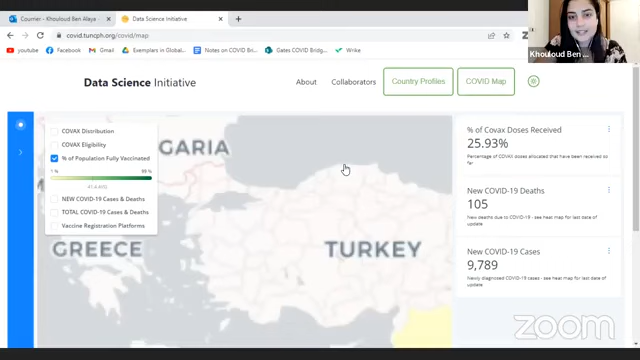 Courrier - Khouloud Ben Alaya
Data Science Initiative
covid.tuncph.org/covid/map
youtube
Facebook
Gmail
Exemplars in Global...
Notes on COVID Bridg...
Gates COVID Bridg...
Wrike
Khouloud Ben
Data Science Initiative
About
Collaborators
Country Profiles
COVID Map
COVAX Distribution
COVAX Eligibility
% of Population Fully Vaccinated
1 %
99 %
NEW COVID-19 Cases & Deaths
TOTAL COVID-19 Cases & Deaths
Vaccine Registration Platforms
GARIA
GREECE
TURKEY
% of Covax Doses Received
25.93%
Percentage of COVAX doses allocated that have been received so
far
New COVID-19 Deaths
105
New deaths due to COVID-19 - see heat map for last date of
update
New COVID-19 Cases
9,789
Newly diagnosed COVID-19 cases - see heat map for last date of
update
zoom